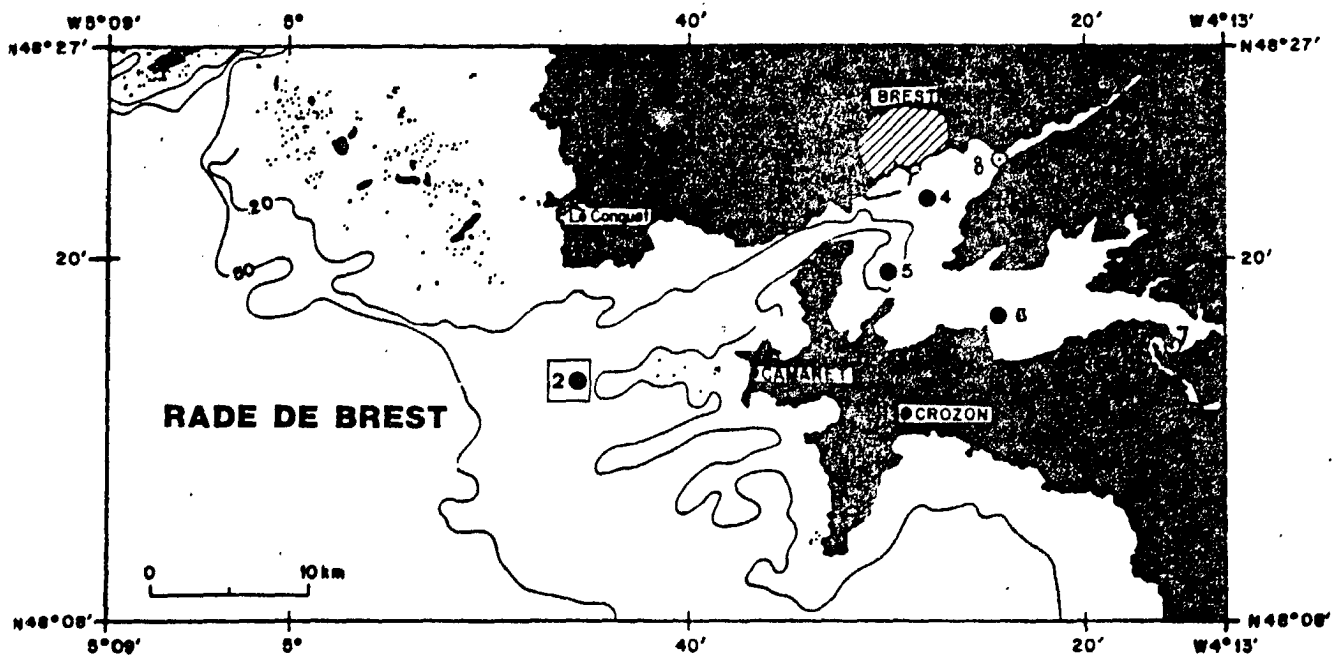 W5°09′ 5° 40′ 20′ W4°13′
N48°27′ N48°27′
BREST
8
4
Le Conquet
20
20′ 50 5 20′
6
7
2 CAMARET
RADE DE BREST CROZON
0 10 km
N48°08′ N48°08′
5°09′ 5° 40′ 20′ W4°13′